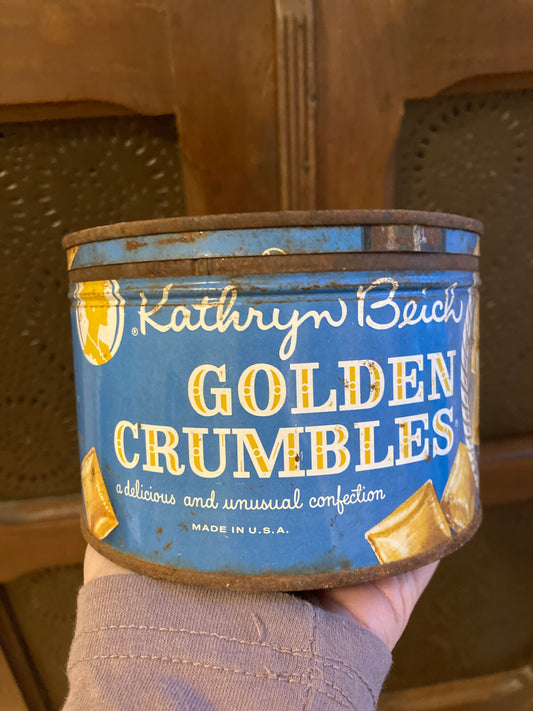 ® Kathryn Beich
GOLDEN
CRUMBLES®
a delicious and unusual confection
MADE IN U.S.A.